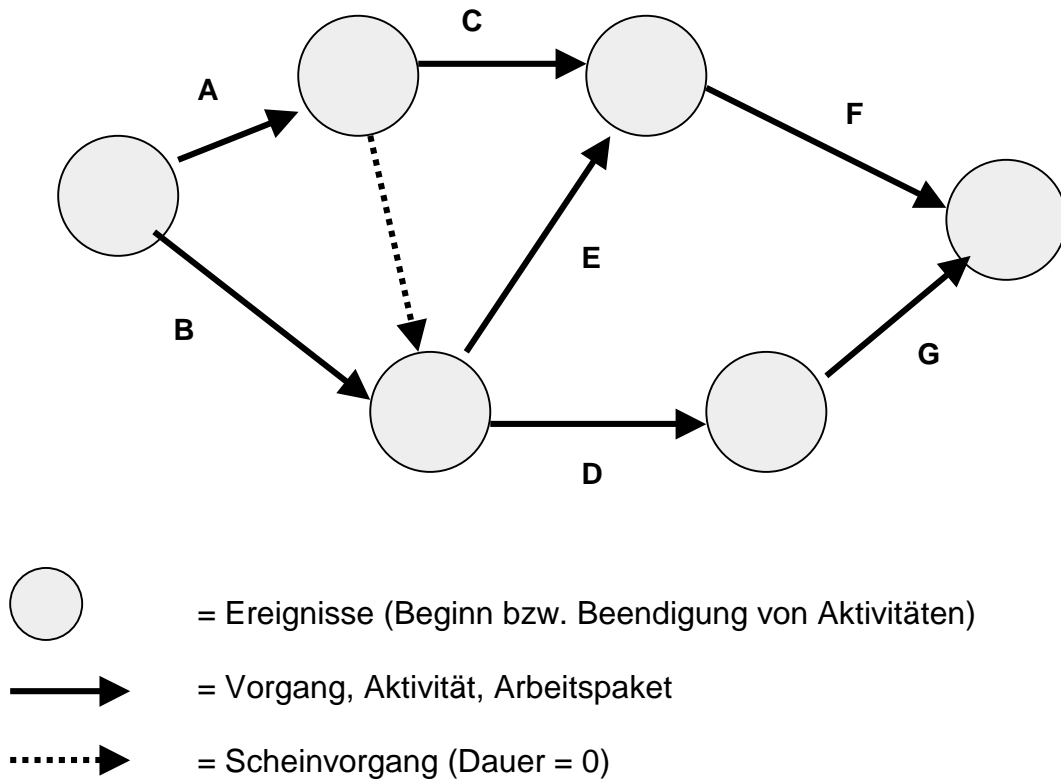 C
A
F
E
B
G
D
= Ereignisse (Beginn bzw. Beendigung von Aktivitäten)
= Vorgang, Aktivität, Arbeitspaket
= Scheinvorgang (Dauer = 0)